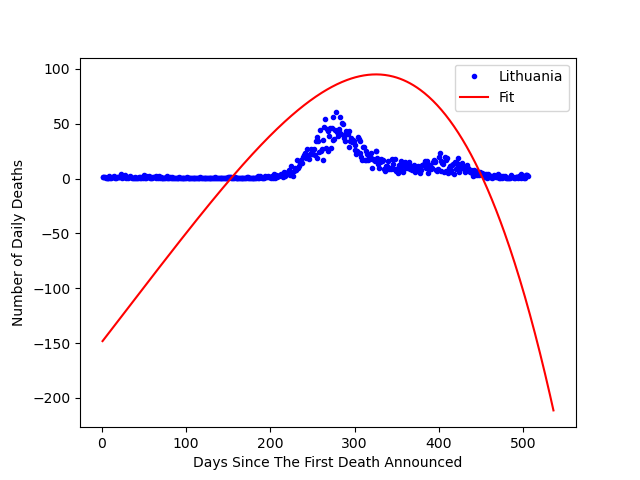 Lithuania
Fit
100
50
0
−50
−100
−150
−200
Number of Daily Deaths
0 100 200 300 400 500
Days Since The First Death Announced